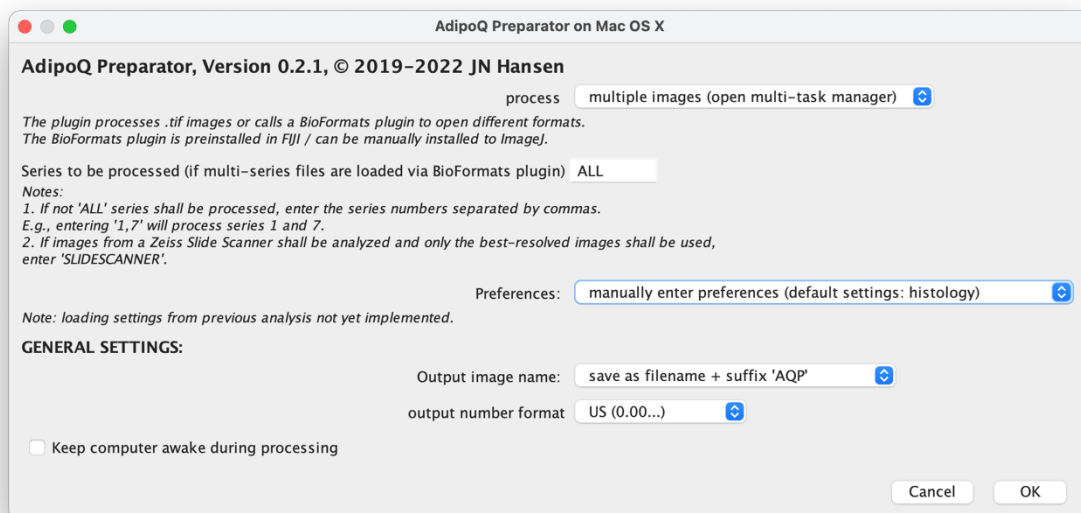 AdipoQ Preparator on Mac OS X
AdipoQ Preparator, Version 0.2.1, © 2019-2022 JN Hansen
process multiple images (open multi-task manager)
The plugin processes .tif images or calls a BioFormats plugin to open different formats.
The BioFormats plugin is preinstalled in FIJI / can be manually installed to ImageJ.
Series to be processed (if multi-series files are loaded via BioFormats plugin) ALL
Notes:
1. If not 'ALL' series shall be processed, enter the series numbers separated by commas.
E.g., entering '1,7' will process series 1 and 7.
2. If images from a Zeiss Slide Scanner shall be analyzed and only the best-resolved images shall be used,
enter 'SLIDESCANNER'.
Preferences: manually enter preferences (default settings: histology)
Note: loading settings from previous analysis not yet implemented.
GENERAL SETTINGS:
Output image name: save as filename + suffix 'AQP'
output number format US (0.00...)
Keep computer awake during processing
Cancel OK